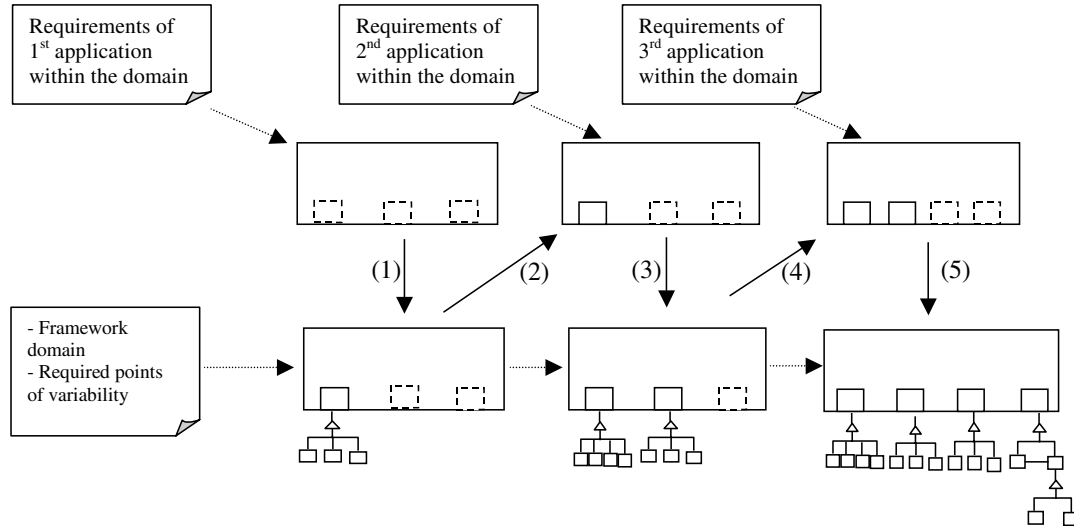 Requirements of
1st application
within the domain
Requirements of
2nd application
within the domain
Requirements of
3rd application
within the domain
(1)
(2)
(3)
(4)
(5)
- Framework
domain
- Required points
of variability